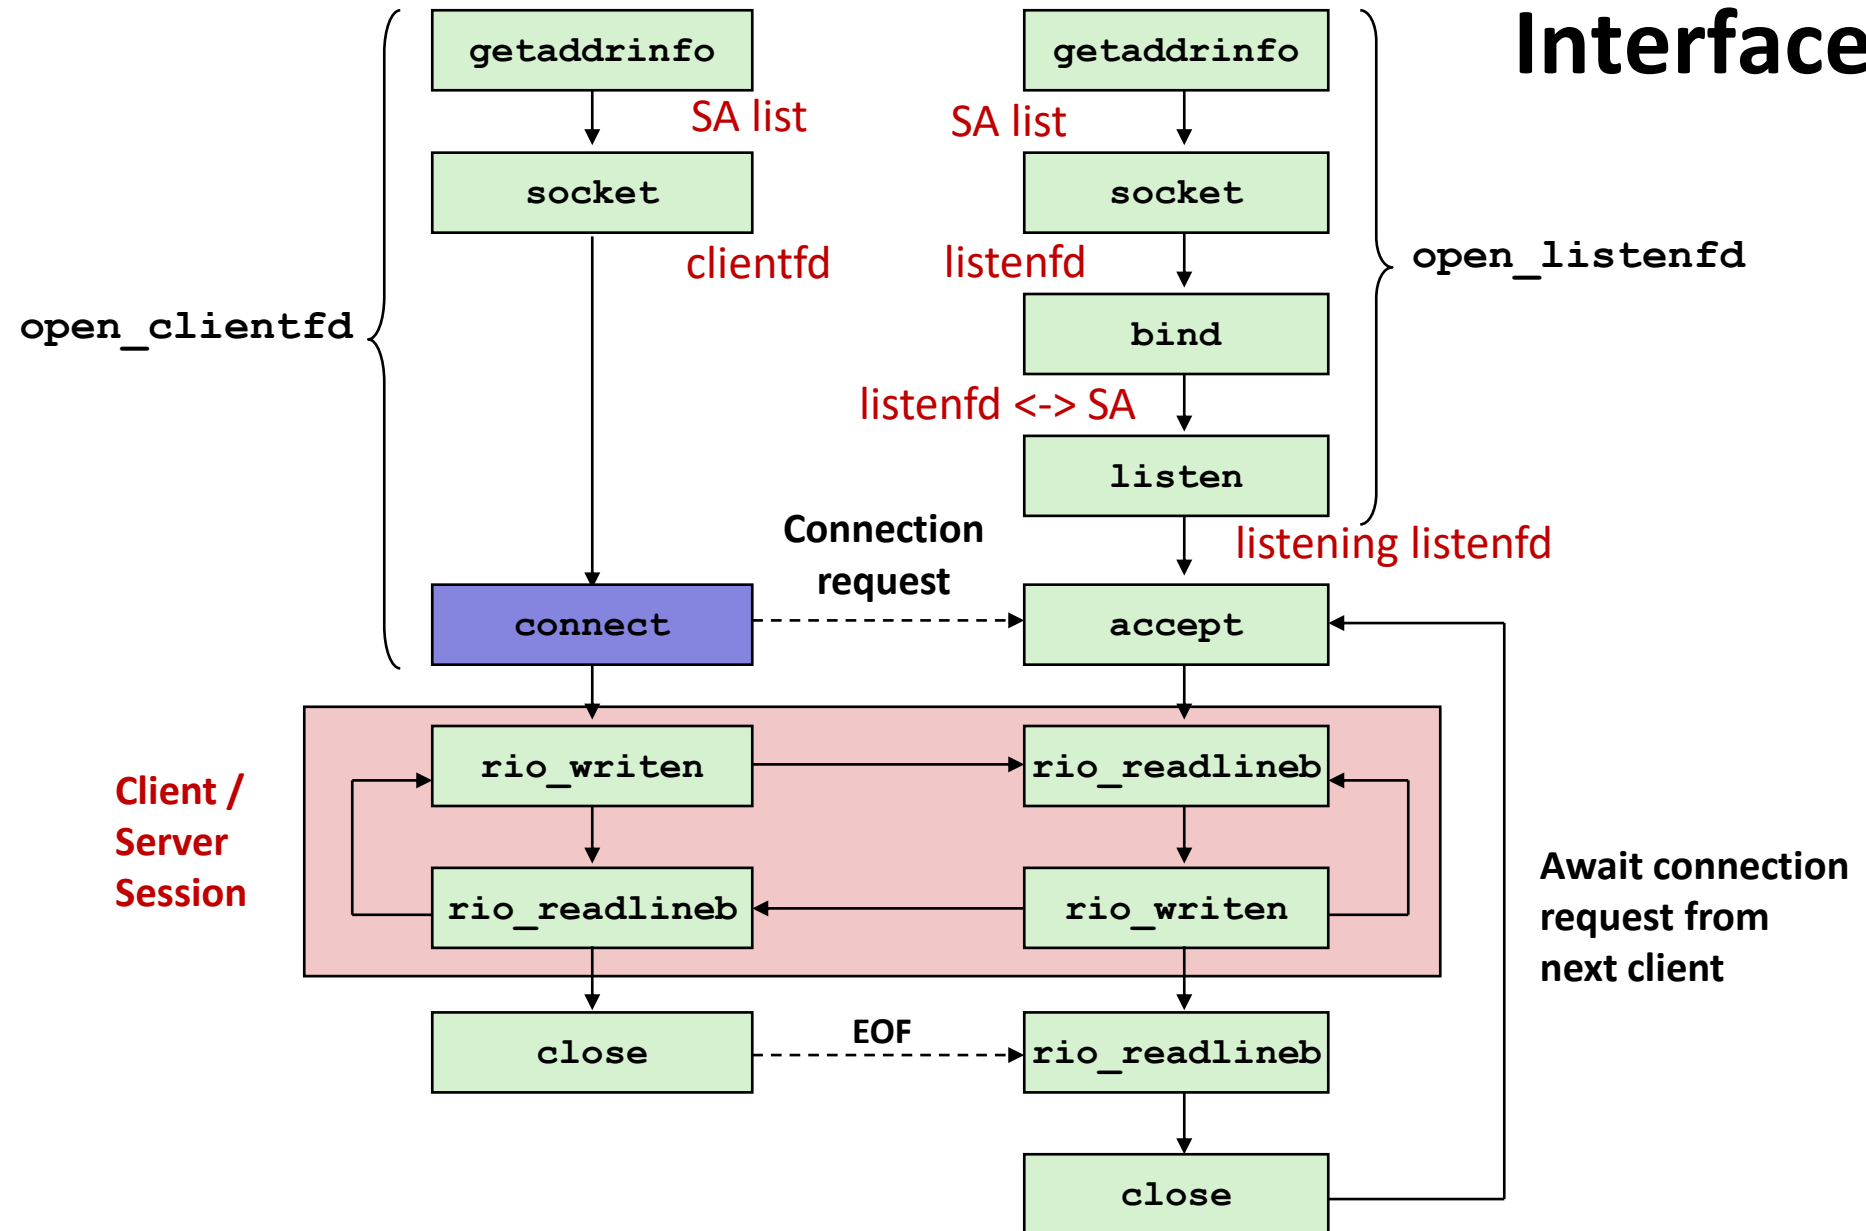 Interface
getaddrinfo
getaddrinfo
SA list
SA list
socket
socket
clientfd
listenfd
open_listenfd
open_clientfd
bind
listenfd <-> SA
listen
Connection
request
listening listenfd
connect
accept
Client /
Server
Session
rio_writen
rio_readlineb
rio_readlineb
rio_writen
Await connection
request from
next client
close
EOF
rio_readlineb
close